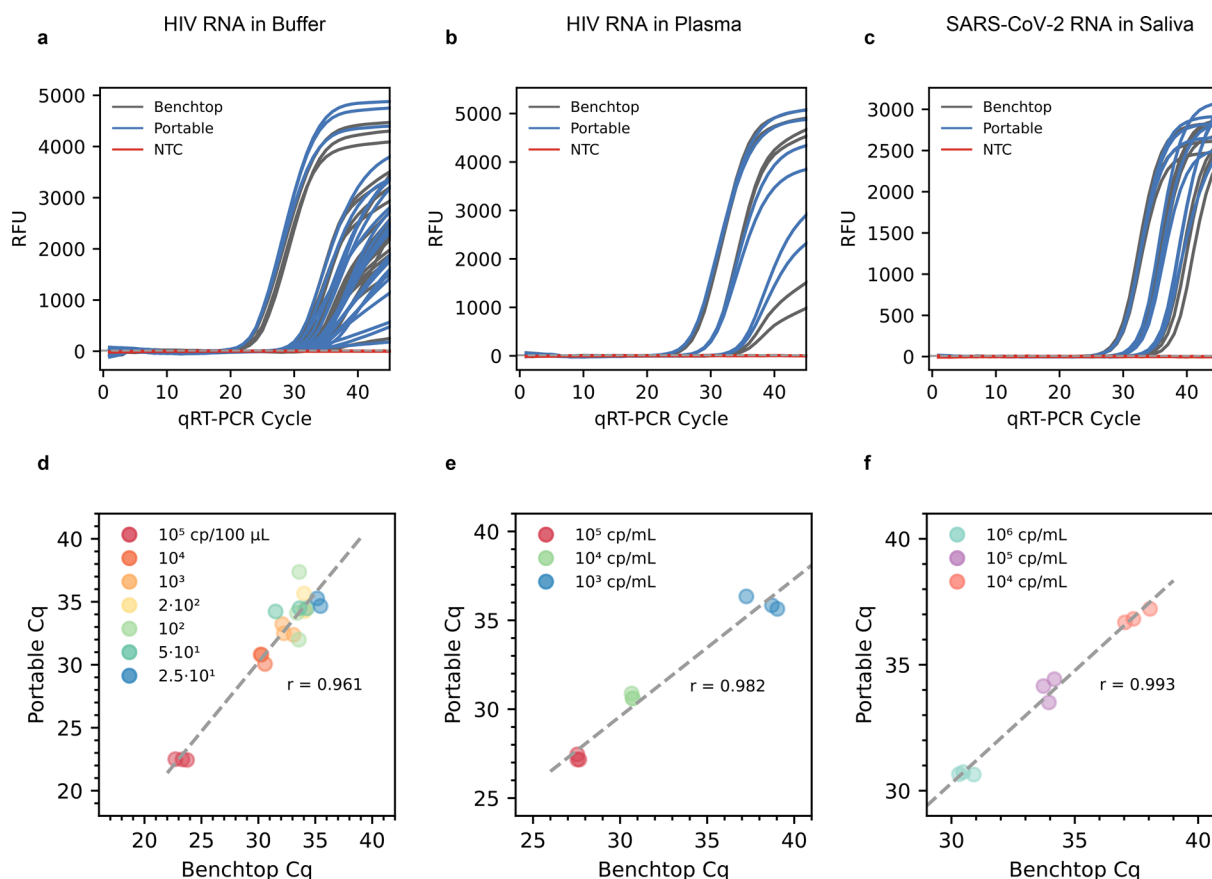 HIV RNA in Buffer
HIV RNA in Plasma
SARS-CoV-2 RNA in Saliva
a
b
c
5000
4000
3000
2000
1000
0
RFU
Benchtop
Portable
NTC
0 10 20 30 40
qRT-PCR Cycle
5000
4000
3000
2000
1000
0
RFU
Benchtop
Portable
NTC
0 10 20 30 40
qRT-PCR Cycle
3000
2500
2000
1500
1000
500
0
RFU
Benchtop
Portable
NTC
0 10 20 30 40
qRT-PCR Cycle
d
e
f
40
35
30
25
20
Portable Cq
10⁵ cp/100 µL
10⁴
10³
2·10²
10²
5·10¹
2.5·10¹
r = 0.961
20 30 40
Benchtop Cq
41
36
31
26
Portable Cq
10⁵ cp/mL
10⁴ cp/mL
10³ cp/mL
r = 0.982
25 30 35 40
Benchtop Cq
40
35
30
Portable Cq
10⁶ cp/mL
10⁵ cp/mL
10⁴ cp/mL
r = 0.993
30 35 40
Benchtop Cq